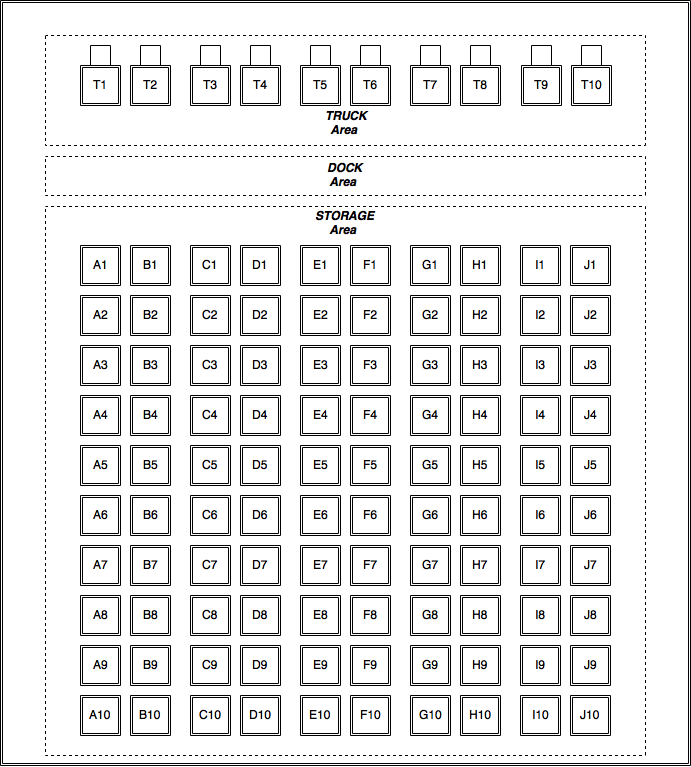 T1 T2 T3 T4 T5 T6 T7 T8 T9 T10
TRUCK
Area
DOCK
Area
STORAGE
Area
A1 B1 C1 D1 E1 F1 G1 H1 I1 J1
A2 B2 C2 D2 E2 F2 G2 H2 I2 J2
A3 B3 C3 D3 E3 F3 G3 H3 I3 J3
A4 B4 C4 D4 E4 F4 G4 H4 I4 J4
A5 B5 C5 D5 E5 F5 G5 H5 I5 J5
A6 B6 C6 D6 E6 F6 G6 H6 I6 J6
A7 B7 C7 D7 E7 F7 G7 H7 I7 J7
A8 B8 C8 D8 E8 F8 G8 H8 I8 J8
A9 B9 C9 D9 E9 F9 G9 H9 I9 J9
A10 B10 C10 D10 E10 F10 G10 H10 I10 J10